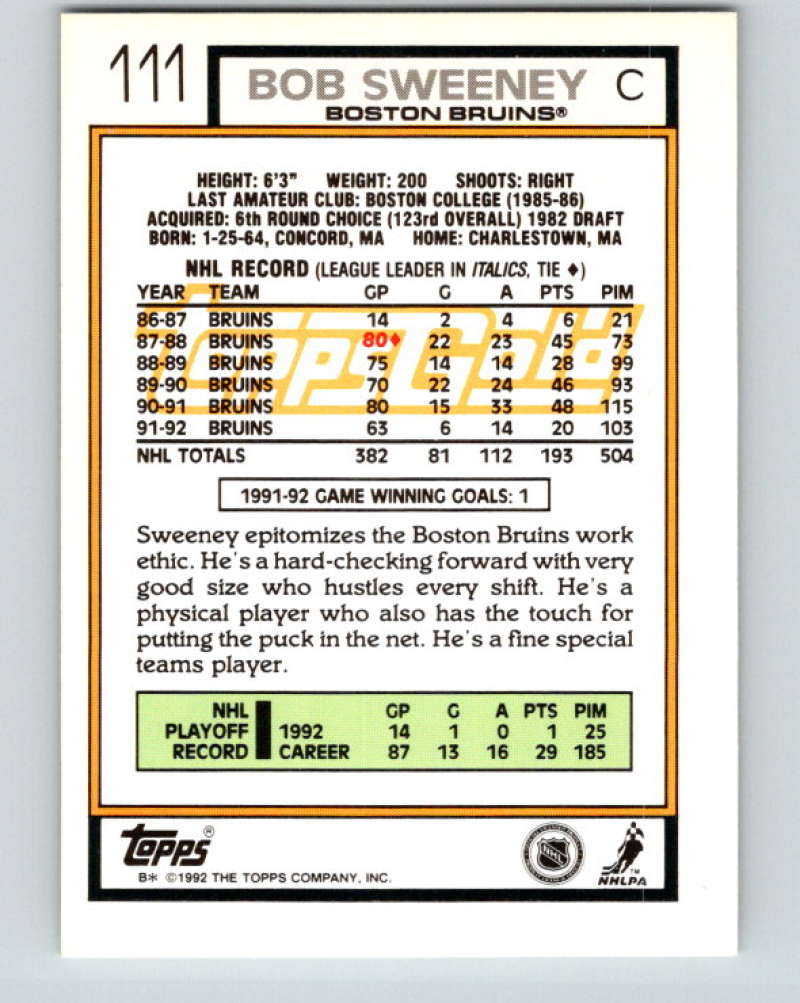 111
BOB SWEENEY C
BOSTON BRUINS®
HEIGHT: 6'3" WEIGHT: 200 SHOOTS: RIGHT
LAST AMATEUR CLUB: BOSTON COLLEGE (1985-86)
ACQUIRED: 6th ROUND CHOICE (123rd OVERALL) 1982 DRAFT
BORN: 1-25-64, CONCORD, MA HOME: CHARLESTOWN, MA
NHL RECORD (LEAGUE LEADER IN ITALICS, TIE ♦)
YEAR TEAM GP G A PTS PIM
ToppsGold
86-87 BRUINS 14 2 4 6 21
87-88 BRUINS 80♦ 22 23 45 73
88-89 BRUINS 75 14 14 28 99
89-90 BRUINS 70 22 24 46 93
90-91 BRUINS 80 15 33 48 115
91-92 BRUINS 63 6 14 20 103
NHL TOTALS 382 81 112 193 504
1991-92 GAME WINNING GOALS: 1
Sweeney epitomizes the Boston Bruins work
ethic. He's a hard-checking forward with very
good size who hustles every shift. He's a
physical player who also has the touch for
putting the puck in the net. He's a fine special
teams player.
NHL GP G A PTS PIM
PLAYOFF 1992 14 1 0 1 25
RECORD CAREER 87 13 16 29 185
Topps®
B* ©1992 THE TOPPS COMPANY, INC.
NHL
™
NHLPA